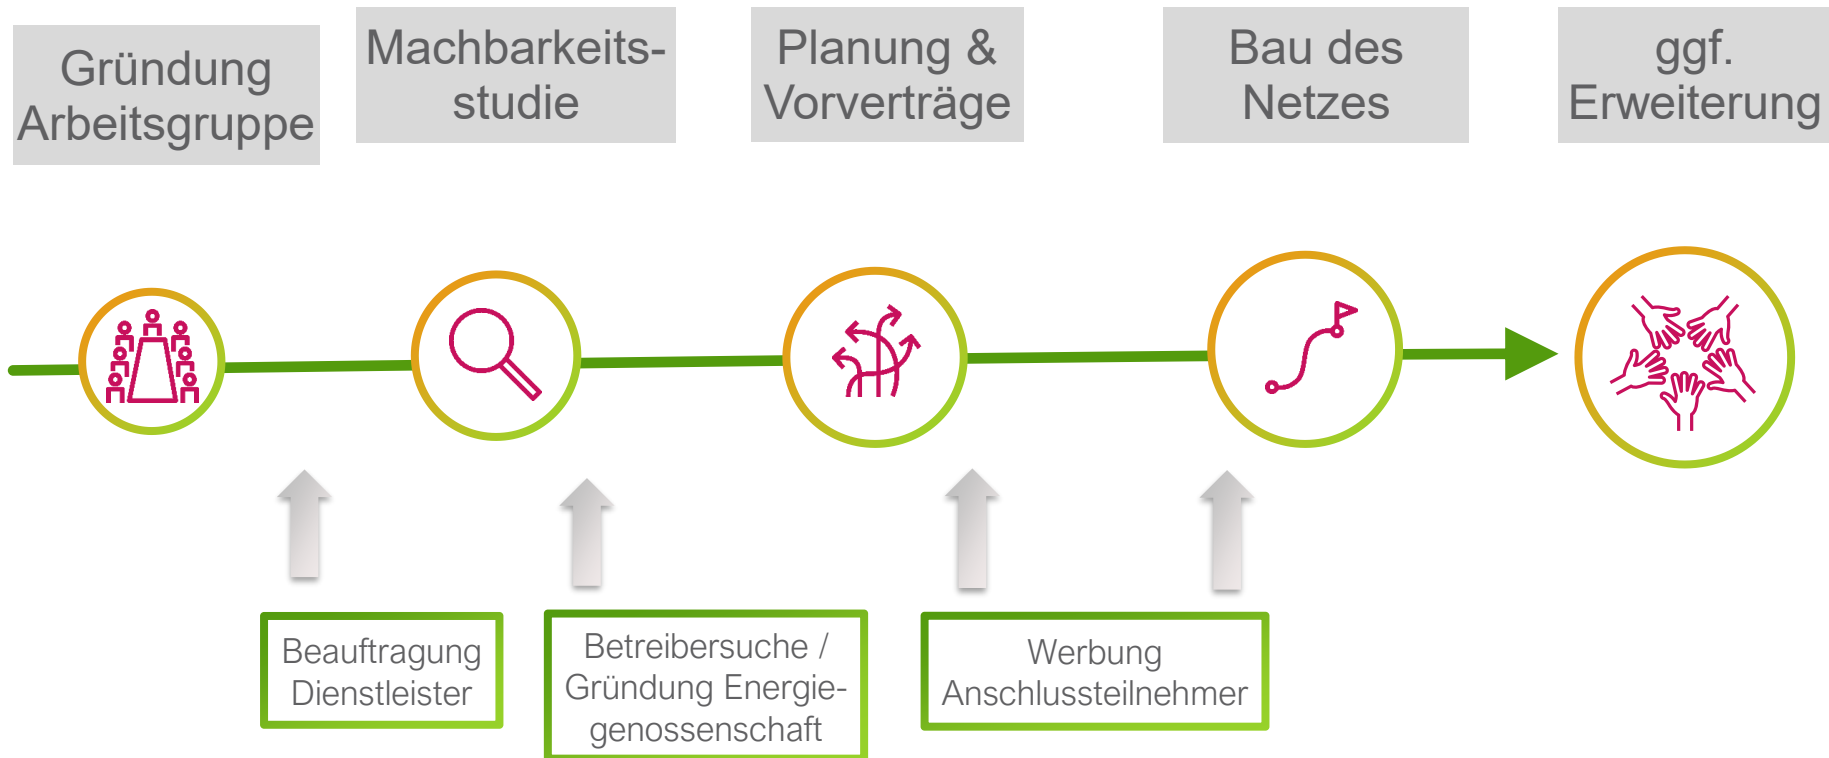 Gründung
Arbeitsgruppe
Machbarkeits-
studie
Planung &
Vorverträge
Bau des
Netzes
ggf.
Erweiterung
Beauftragung
Dienstleister
Betreibersuche /
Gründung Energie-
genossenschaft
Werbung
Anschlussteilnehmer